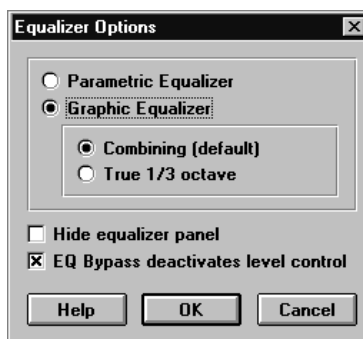 Equalizer Options
Parametric Equalizer
Graphic Equalizer
Combining (default)
True 1/3 octave
Hide equalizer panel
EQ Bypass deactivates level control
Help OK Cancel